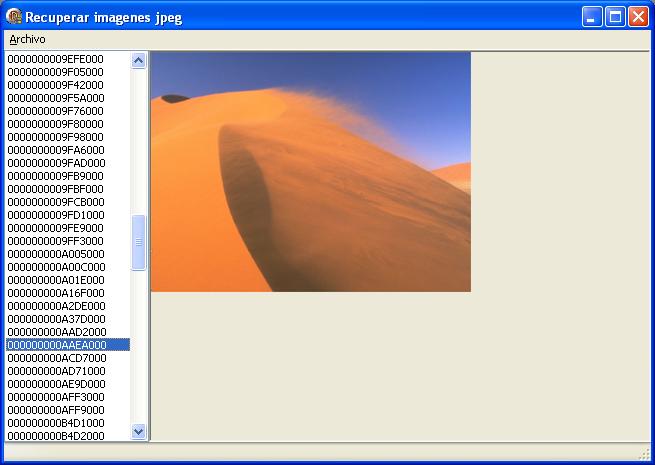 Recuperar imagenes jpeg
Archivo
0000000009EFE000
0000000009F05000
0000000009F42000
0000000009F5A000
0000000009F76000
0000000009F80000
0000000009F98000
0000000009FA6000
0000000009FAD000
0000000009FB9000
0000000009FBF000
0000000009FCB000
0000000009FD1000
0000000009FE9000
0000000009FF3000
000000000A005000
000000000A00C000
000000000A01E000
000000000A16F000
000000000A2DE000
000000000A37D000
000000000AAD2000
000000000AAEA000
000000000ACD7000
000000000AD71000
000000000AE9D000
000000000AFF3000
000000000AFF9000
000000000B4D1000
000000000B4D2000